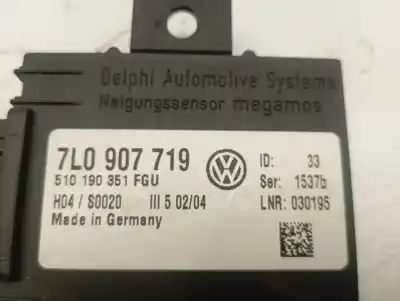 Delphi Automotive Systems
Neigungssensor megamos
7L0 907 719
510 190 351 FGU
H04 / S0020 III 5 02/04
Made in Germany
ID: 33
Ser: 1537b
LNR: 030195